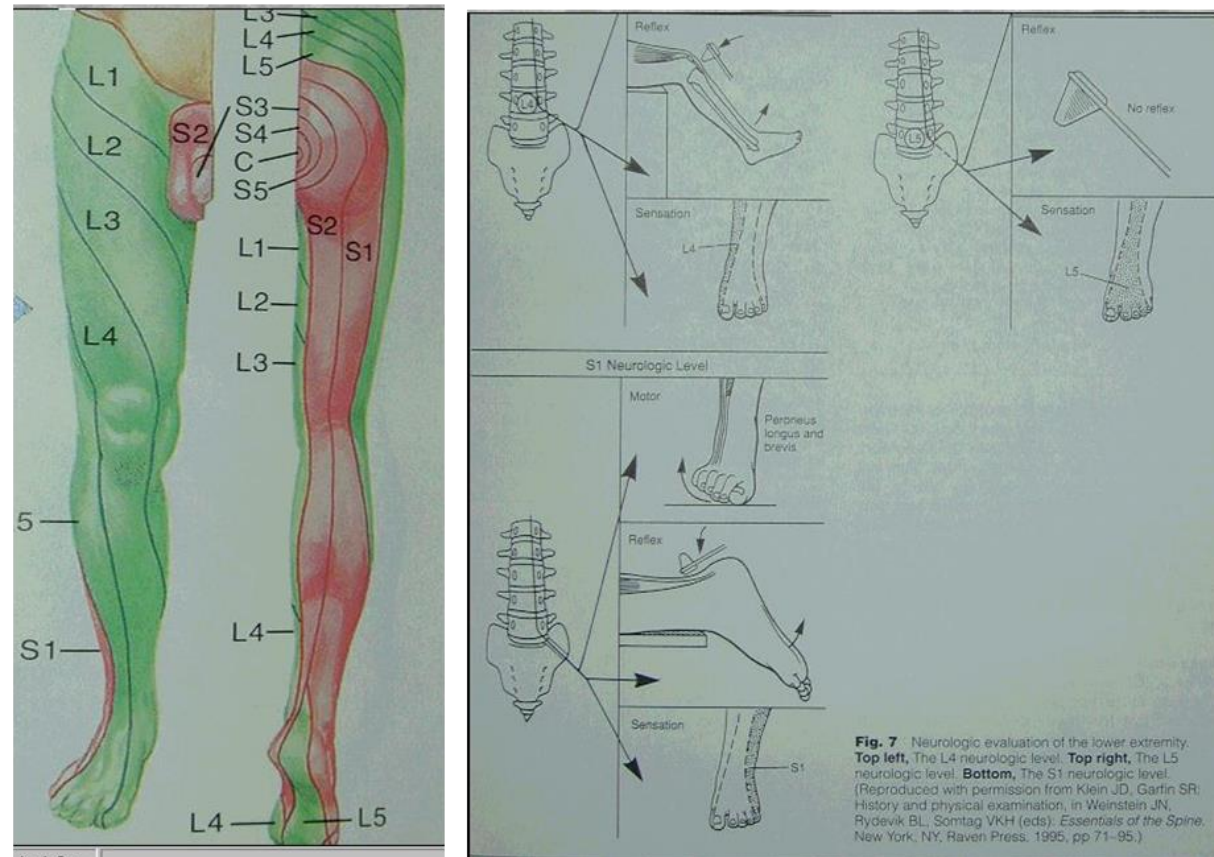 L1
S2
L2
L3
L4
5
S1
L3
L4
L5
S3
S4
C
S5
S2
S1
L1
L2
L3
L4
L4
L5
Reflex
L4
Sensation
L4
Reflex
No reflex
L5
Sensation
L5
S1 Neurologic Level
Motor
Peroneus
longus and
brevis
Reflex
Sensation
S1
Fig. 7 Neurologic evaluation of the lower extremity.
Top left, The L4 neurologic level. Top right, The L5
neurologic level. Bottom, The S1 neurologic level.
(Reproduced with permission from Klein JD, Garfin SR:
History and physical examination, in Weinstein JN,
Rydevik BL, Somtag VKH (eds): Essentials of the Spine.
New York, NY, Raven Press, 1995, pp 71–95.)